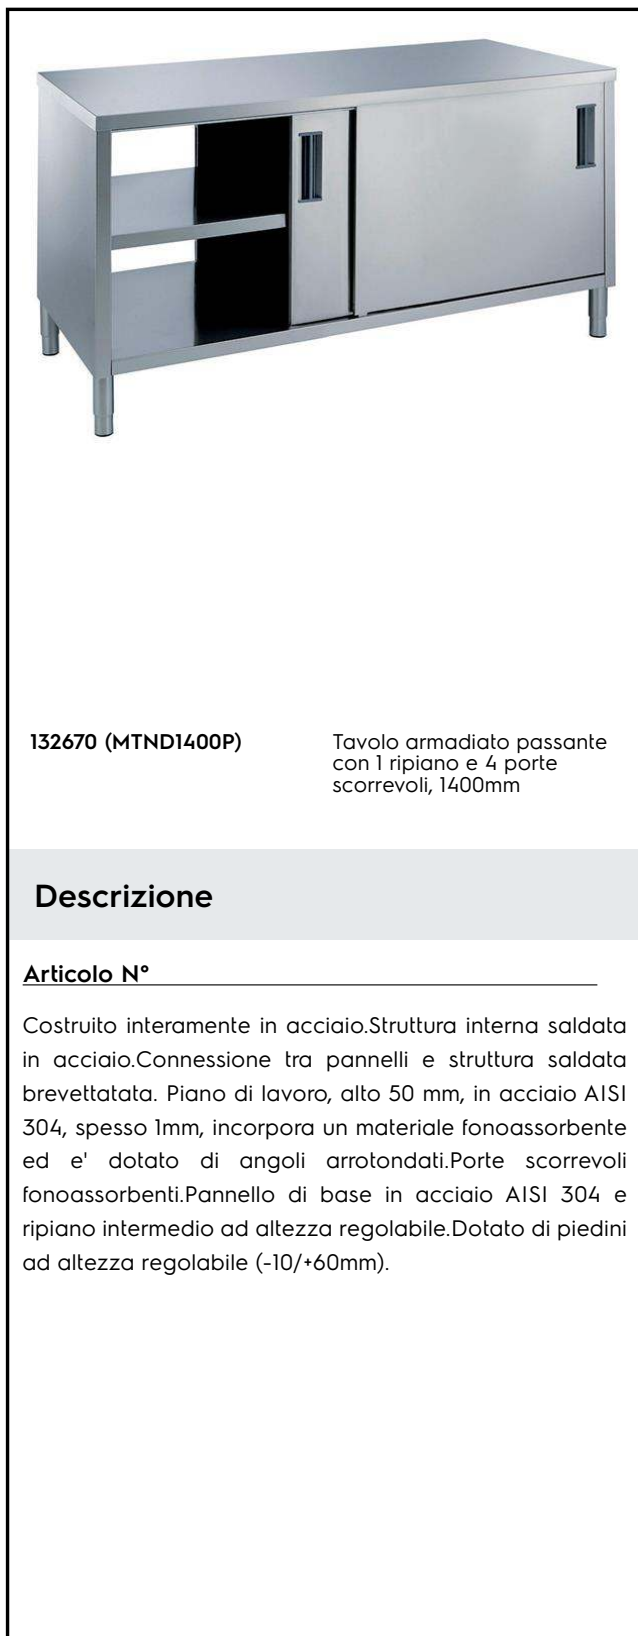 132670 (MTND1400P)
Tavolo armadiato passante
con 1 ripiano e 4 porte
scorrevoli, 1400mm
Descrizione
Articolo N°
Costruito interamente in acciaio.Struttura interna saldata
in acciaio.Connessione tra pannelli e struttura saldata
brevettatata. Piano di lavoro, alto 50 mm, in acciaio AISI
304, spesso 1mm, incorpora un materiale fonoassorbente
ed e' dotato di angoli arrotondati.Porte scorrevoli
fonoassorbenti.Pannello di base in acciaio AISI 304 e
ripiano intermedio ad altezza regolabile.Dotato di piedini
ad altezza regolabile (-10/+60mm).